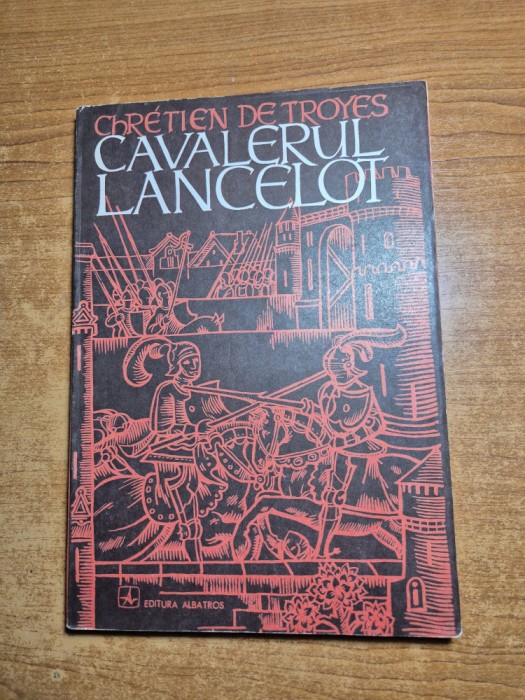 ChRÉTIEN DE TROYES
CAVALERUL
LANCELOT
EDITURA ALBATROS